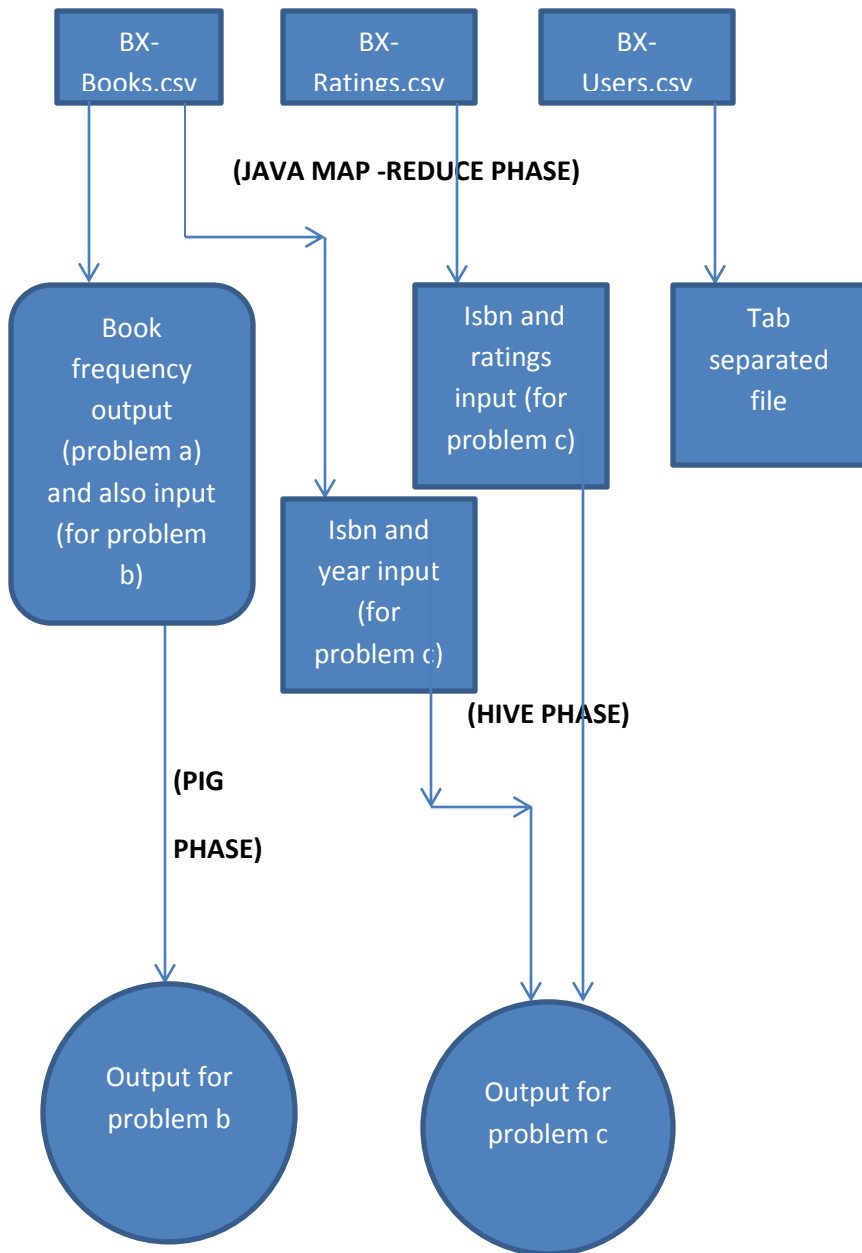 BX-
Books.csv
BX-
Ratings.csv
BX-
Users.csv
(JAVA MAP -REDUCE PHASE)
Book
frequency
output
(problem a)
and also input
(for problem
b)
Isbn and
ratings
input (for
problem c)
Tab
separated
file
Isbn and
year input
(for
problem c)
(HIVE PHASE)
(PIG
PHASE)
Output for
problem b
Output for
problem c